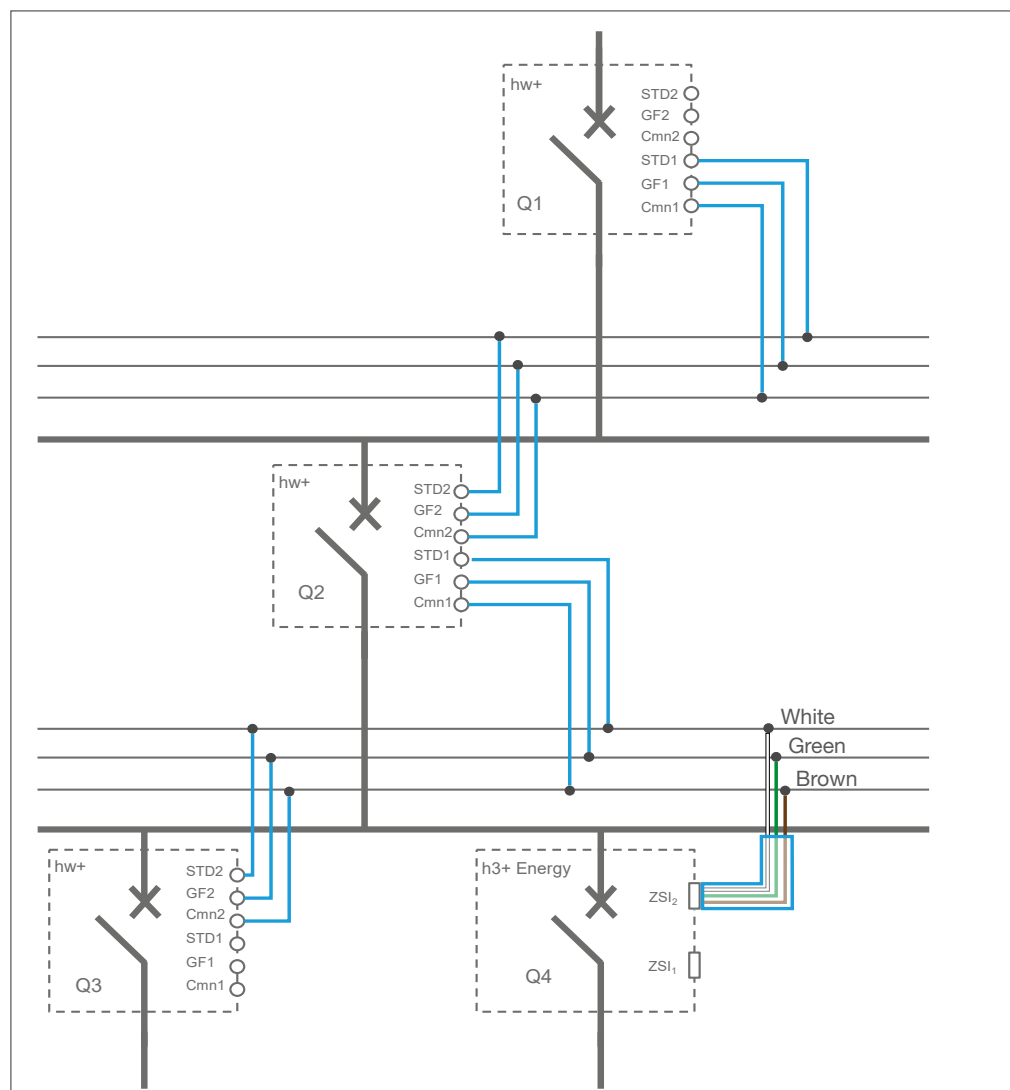 hw+
STD2
GF2
Cmn2
STD1
GF1
Cmn1
Q1
hw+
STD2
GF2
Cmn2
STD1
GF1
Cmn1
Q2
White
Green
Brown
hw+
STD2
GF2
Cmn2
STD1
GF1
Cmn1
Q3
h3+ Energy
ZSI₂
ZSI₁
Q4